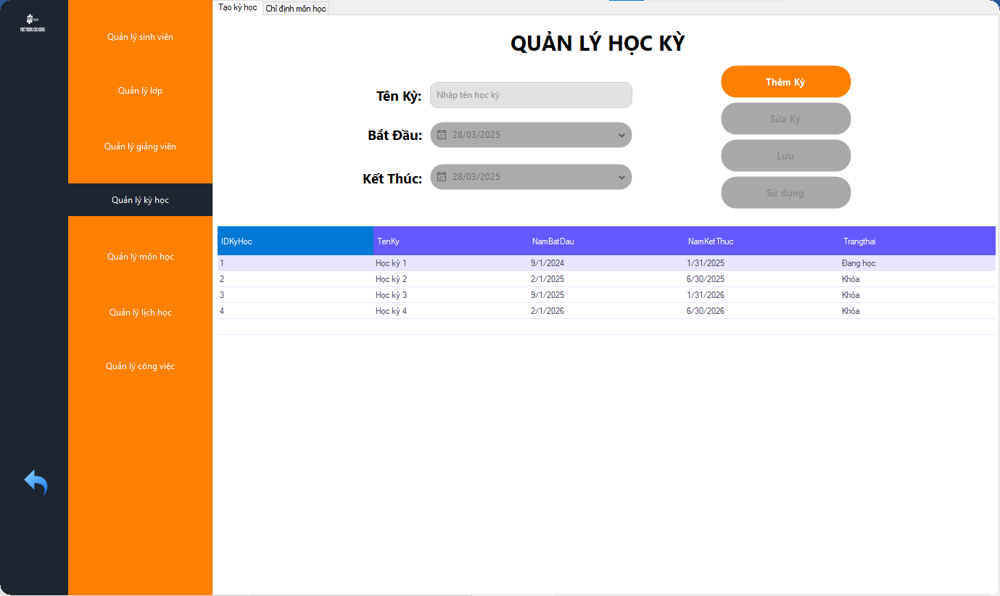 Tạo kỳ học
Chỉ định môn học
PHỔ THÔNG CAO ĐẲNG
Quản lý sinh viên
Quản lý lớp
Quản lý giảng viên
Quản lý kỳ học
Quản lý môn học
Quản lý lịch học
Quản lý công việc
QUẢN LÝ HỌC KỲ
Tên Kỳ: Nhập tên học kỳ
Bắt Đầu: 28/03/2025
Kết Thúc: 28/03/2025
Thêm Kỳ
Sửa Kỳ
Lưu
Sử dụng
IDKyHoc TenKy NamBatDau NamKetThuc Trangthai
1 Học kỳ 1 9/1/2024 1/31/2025 Đang học
2 Học kỳ 2 2/1/2025 6/30/2025 Khóa
3 Học kỳ 3 9/1/2025 1/31/2026 Khóa
4 Học kỳ 4 2/1/2026 6/30/2026 Khóa